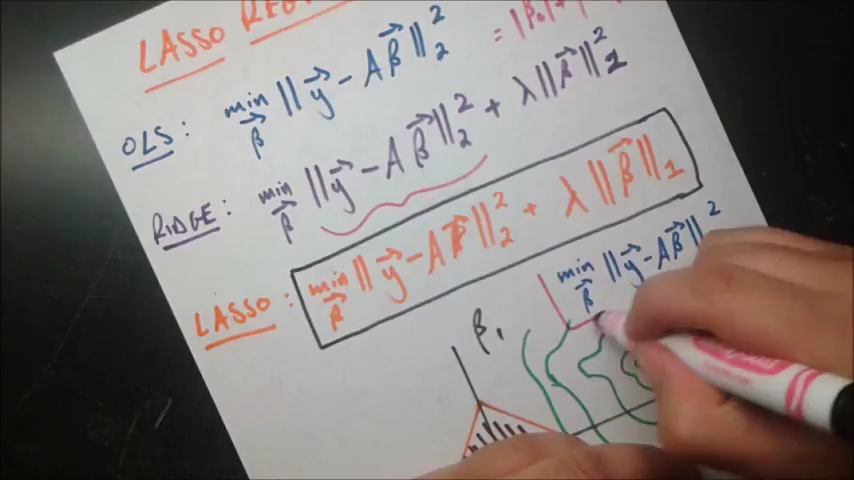 LASSO
= |β₀| +
OLS: min β⃗ ‖y⃗ - Aβ⃗‖₂²
RIDGE: min β⃗ ‖y⃗ - Aβ⃗‖₂² + λ‖β⃗‖₂²
LASSO: min β⃗ ‖y⃗ - Aβ⃗‖₂² + λ‖β⃗‖₁
min β⃗ ‖y⃗ - Aβ⃗‖²
β₁